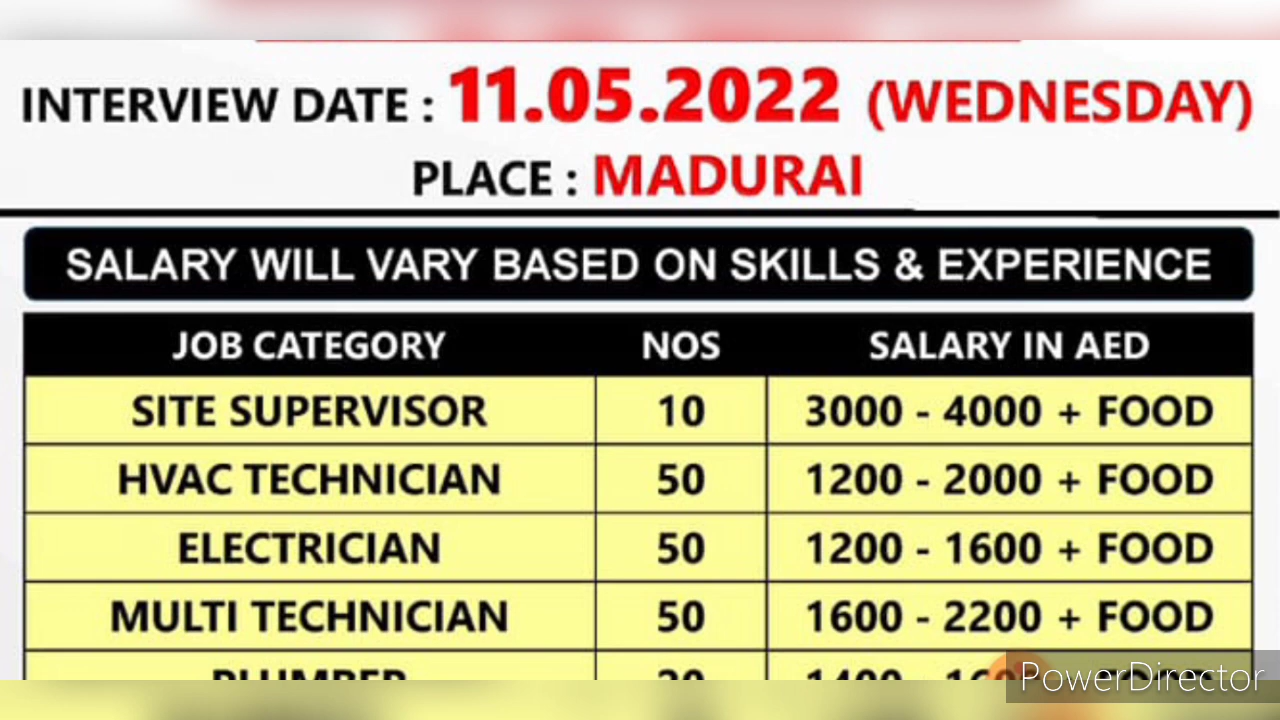 INTERVIEW DATE : 11.05.2022 (WEDNESDAY)
PLACE : MADURAI
SALARY WILL VARY BASED ON SKILLS & EXPERIENCE
JOB CATEGORY NOS SALARY IN AED
SITE SUPERVISOR 10 3000 - 4000 + FOOD
HVAC TECHNICIAN 50 1200 - 2000 + FOOD
ELECTRICIAN 50 1200 - 1600 + FOOD
MULTI TECHNICIAN 50 1600 - 2200 + FOOD
PLUMBER
PowerDirector